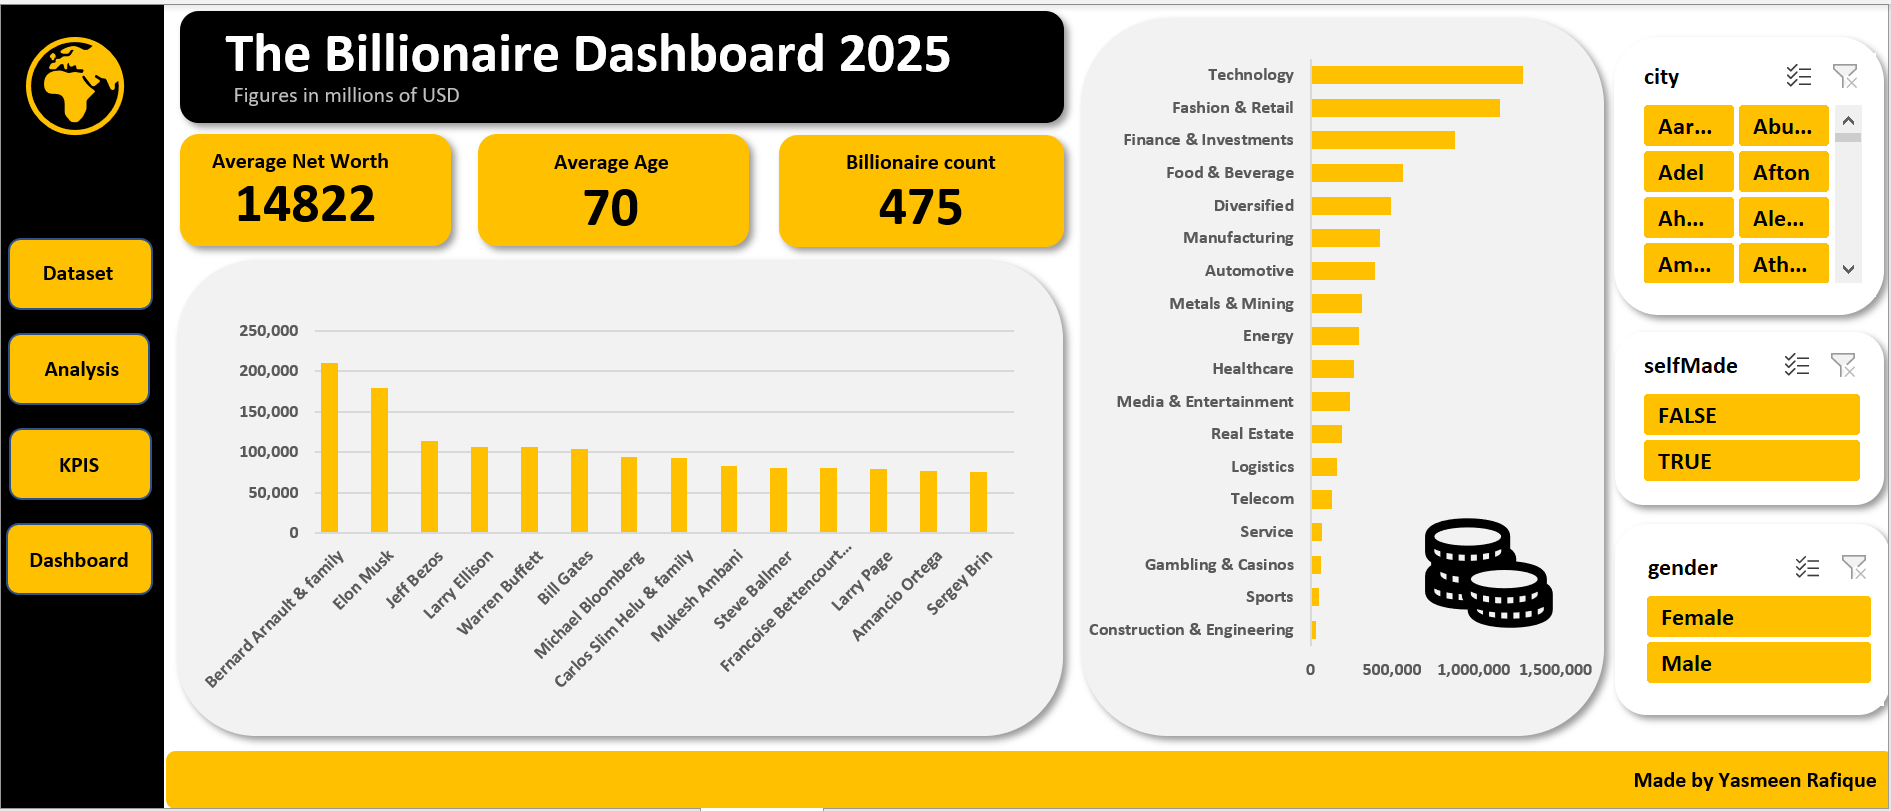 The Billionaire Dashboard 2025
Figures in millions of USD
Average Net Worth
14822
Average Age
70
Billionaire count
475
Dataset
Analysis
KPIS
Dashboard
250,000
200,000
150,000
100,000
50,000
0
Bernard Arnault & family
Elon Musk
Jeff Bezos
Larry Ellison
Warren Buffett
Bill Gates
Michael Bloomberg
Carlos Slim Helu & family
Mukesh Ambani
Steve Ballmer
Francoise Bettencourt...
Larry Page
Amancio Ortega
Sergey Brin
Technology
Fashion & Retail
Finance & Investments
Food & Beverage
Diversified
Manufacturing
Automotive
Metals & Mining
Energy
Healthcare
Media & Entertainment
Real Estate
Logistics
Telecom
Service
Gambling & Casinos
Sports
Construction & Engineering
0 500,000 1,000,000 1,500,000
city
Aar... Abu...
Adel Afton
Ah... Ale...
Am... Ath...
selfMade
FALSE
TRUE
gender
Female
Male
Made by Yasmeen Rafique